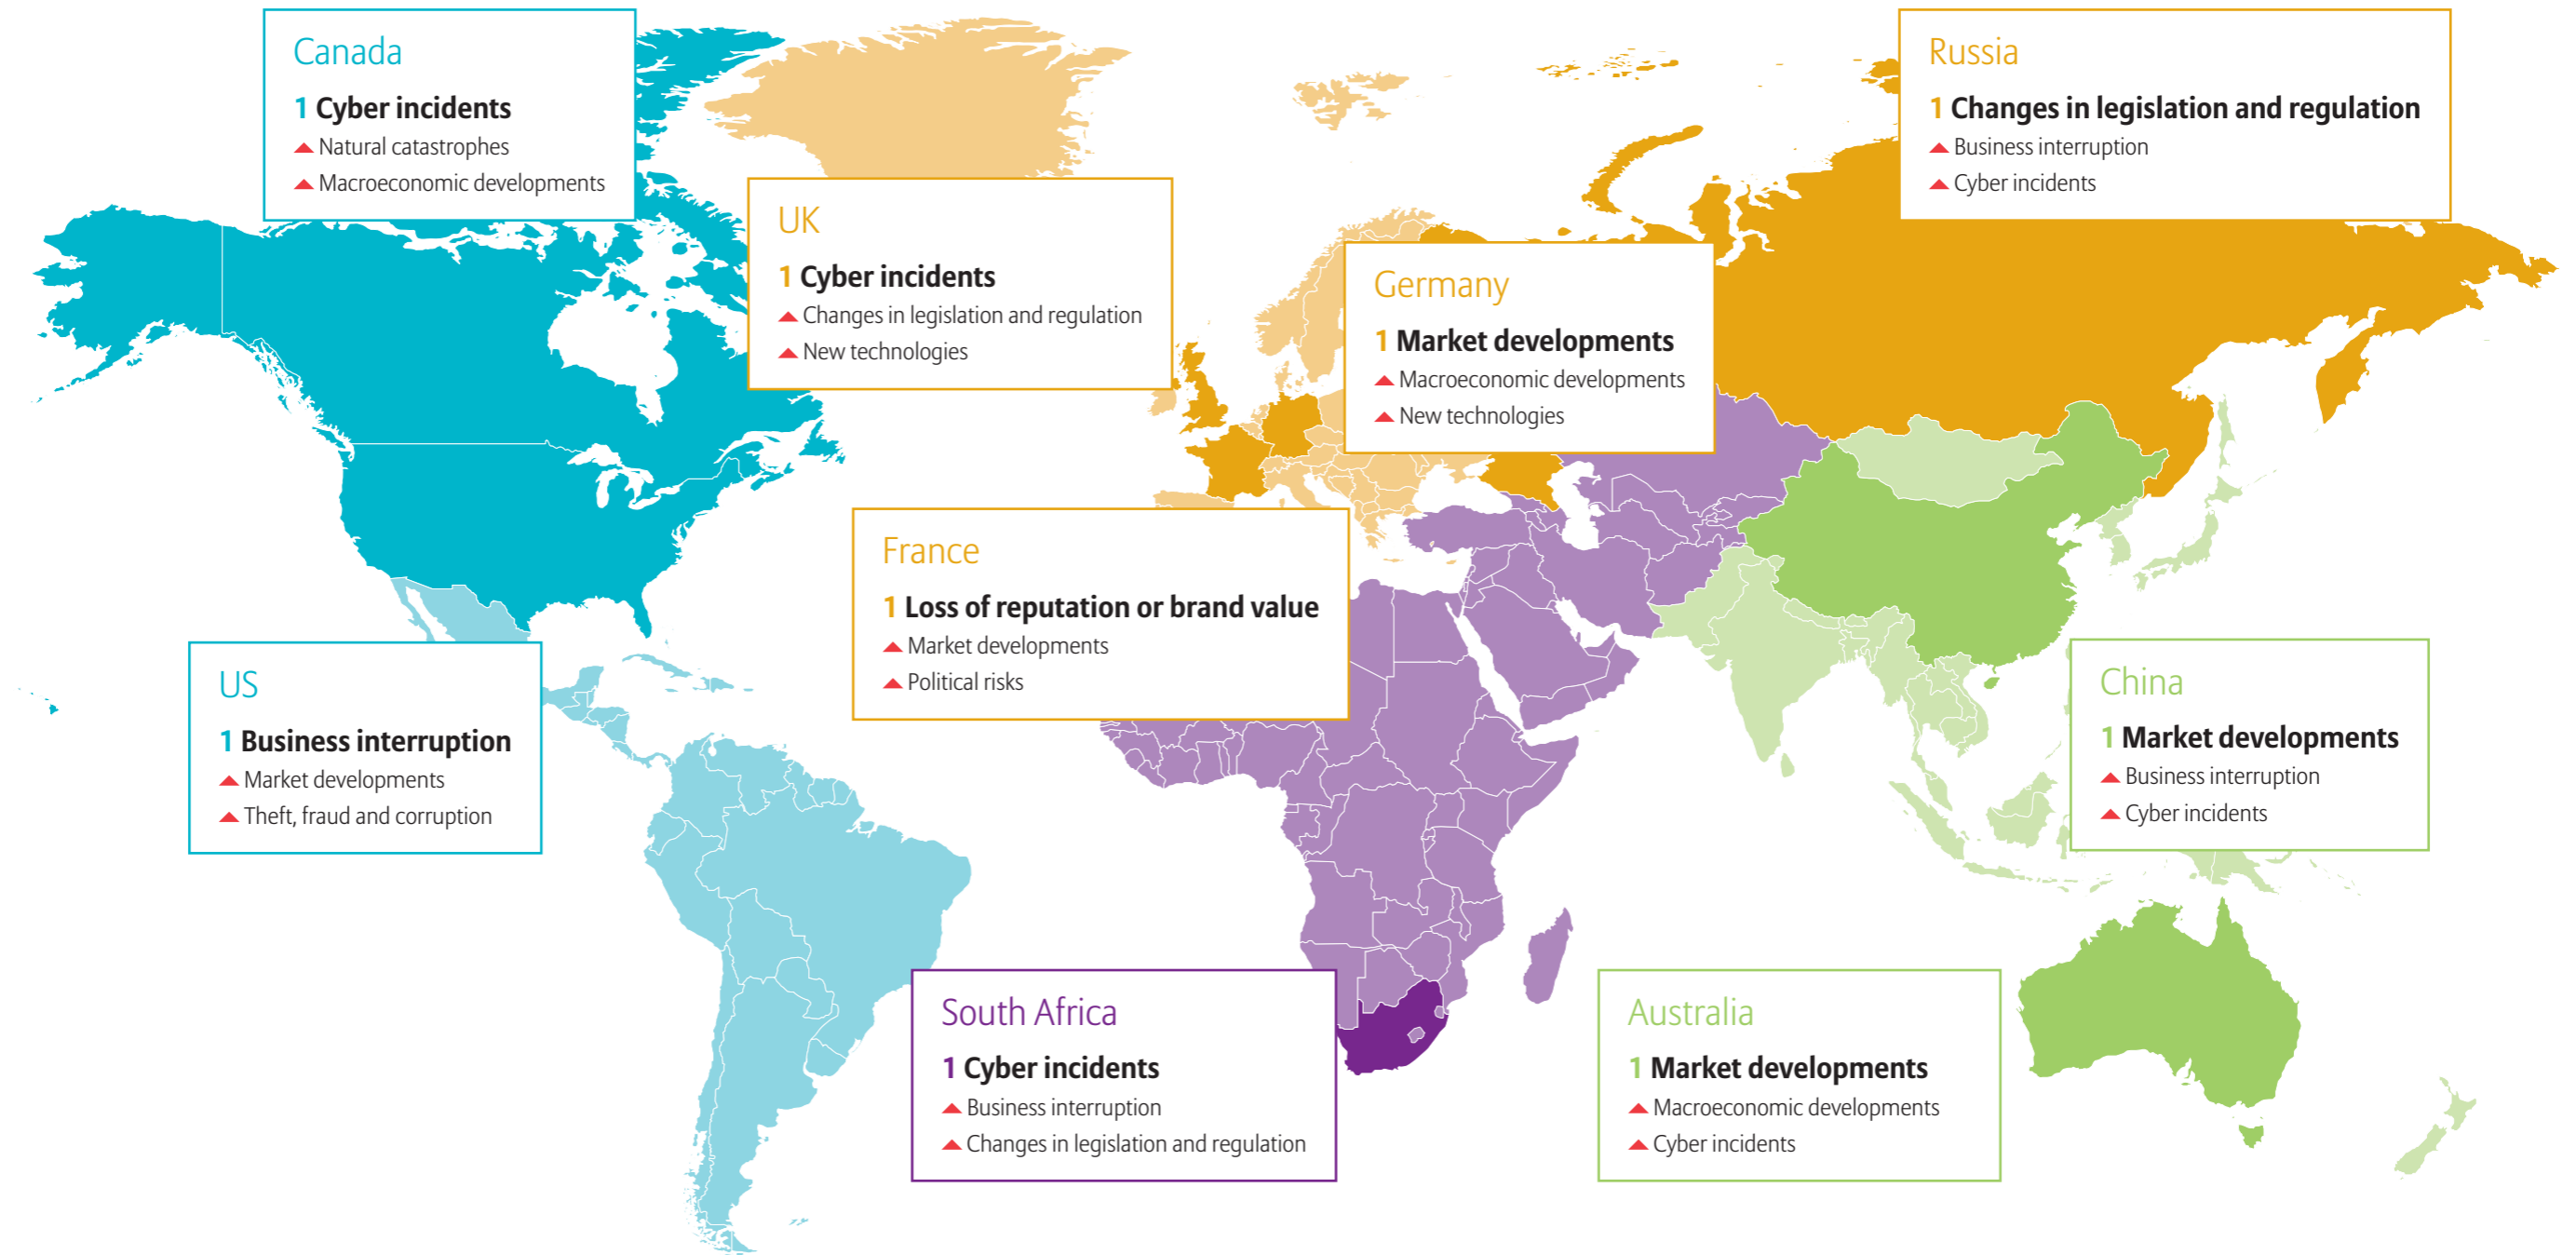 Canada
1 Cyber incidents
Natural catastrophes
Macroeconomic developments
UK
1 Cyber incidents
Changes in legislation and regulation
New technologies
Germany
1 Market developments
Macroeconomic developments
New technologies
Russia
1 Changes in legislation and regulation
Business interruption
Cyber incidents
France
1 Loss of reputation or brand value
Market developments
Political risks
US
1 Business interruption
Market developments
Theft, fraud and corruption
China
1 Market developments
Business interruption
Cyber incidents
South Africa
1 Cyber incidents
Business interruption
Changes in legislation and regulation
Australia
1 Market developments
Macroeconomic developments
Cyber incidents